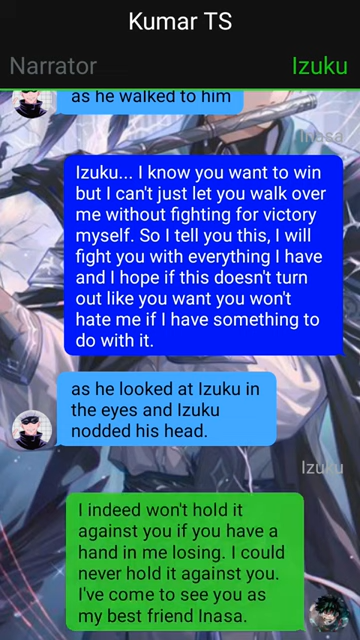 Kumar TS
Narrator
Izuku
as he walked to him
Inasa
Izuku... I know you want to win
but I can't just let you walk over
me without fighting for victory
myself. So I tell you this, I will
fight you with everything I have
and I hope if this doesn't turn
out like you want you won't
hate me if I have something to
do with it.
as he looked at Izuku in
the eyes and Izuku
nodded his head.
Izuku
I indeed won't hold it
against you if you have a
hand in me losing. I could
never hold it against you.
I've come to see you as
my best friend Inasa.